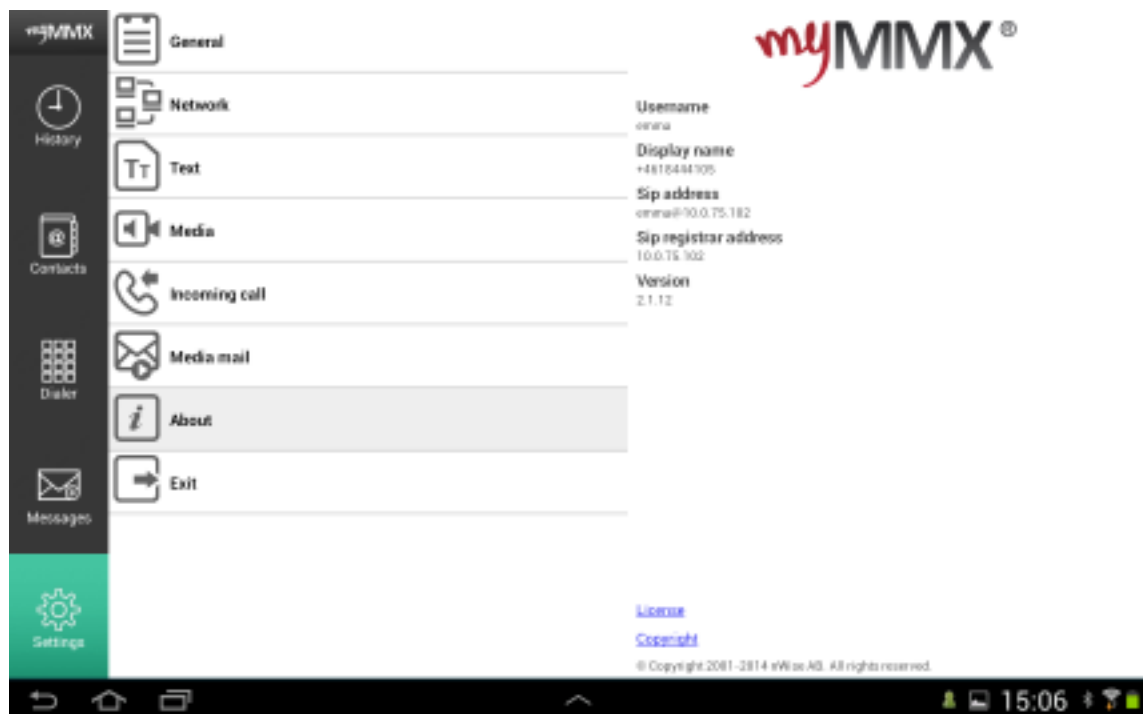 myMMX
History
Contacts
Dialer
Messages
Settings
General
Network
Text
Media
Incoming call
Media mail
About
Exit
myMMX®
Username
emma
Display name
+4618444105
Sip address
emma@10.0.75.102
Sip registrar address
10.0.75.102
Version
2.1.12
License
Copyright
© Copyright 2001-2014 nWise AB. All rights reserved.
15:06